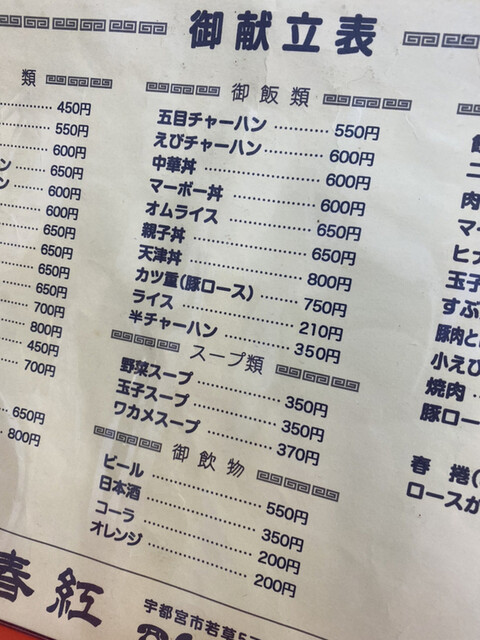 御献立表
類
450円
550円
600円
650円
600円
600円
650円
650円
650円
650円
700円
800円
450円
700円
650円
800円
御飯類
五目チャーハン ………… 550円
えびチャーハン ………… 600円
中華丼 ………… 600円
マーボー丼 ………… 600円
オムライス ………… 650円
親子丼 ………… 650円
天津丼 ………… 800円
カツ重(豚ロース) ………… 750円
ライス ………… 210円
半チャーハン ………… 350円
スープ類
野菜スープ ………… 350円
玉子スープ ………… 350円
ワカメスープ ………… 370円
御飲物
ビール ………… 550円
日本酒 ………… 350円
コーラ ………… 200円
オレンジ ………… 200円
肉
マー
玉子
すぶ
豚肉と
小えび
焼肉
豚ロー
春捲(
ロースカ
春紅
宇都宮市若草5